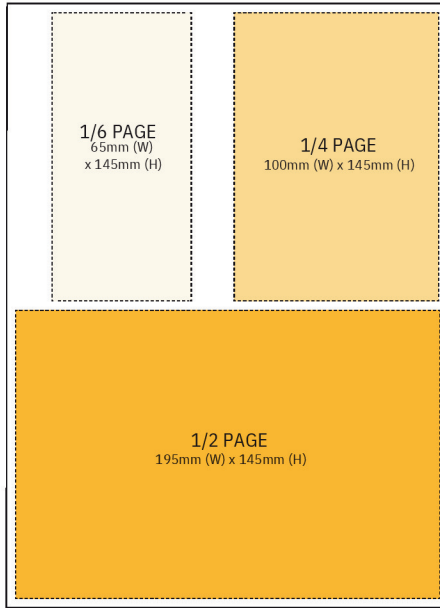 1/6 PAGE
65mm (W)
x 145mm (H)
1/4 PAGE
100mm (W) x 145mm (H)
1/2 PAGE
195mm (W) x 145mm (H)